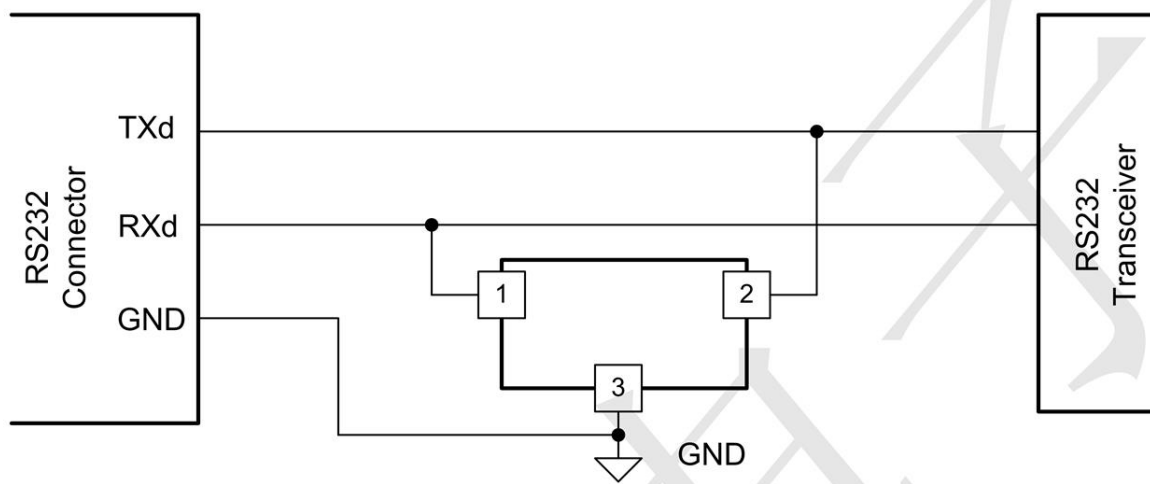 TXd
RXd
GND
RS232
Connector
1
2
3
GND
RS232
Transceiver